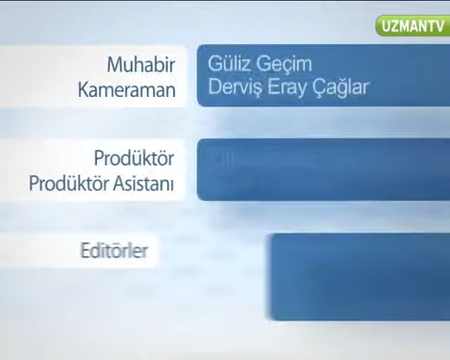 UZMANTV
Muhabir
Kameraman
Güliz Geçim
Derviş Eray Çağlar
Prodüktör
Prodüktör Asistanı
Editörler